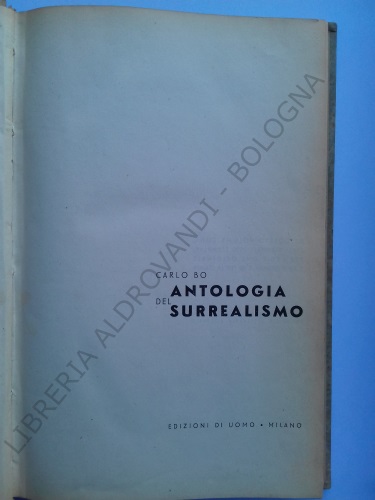 CARLO BO
ANTOLOGIA
DEL SURREALISMO
EDIZIONI DI UOMO • MILANO
LIBRERIA ALDROVANDI - BOLOGNA